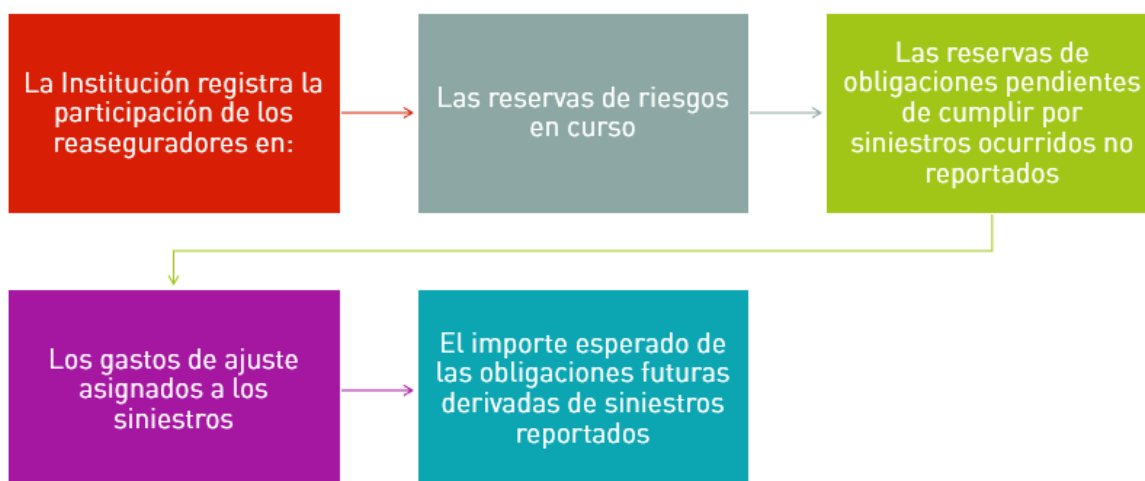 La Institución registra la
participación de los
reaseguradores en:
Las reservas de riesgos
en curso
Las reservas de
obligaciones pendientes
de cumplir por
siniestros ocurridos no
reportados
Los gastos de ajuste
asignados a los
siniestros
El importe esperado de
las obligaciones futuras
derivadas de siniestros
reportados